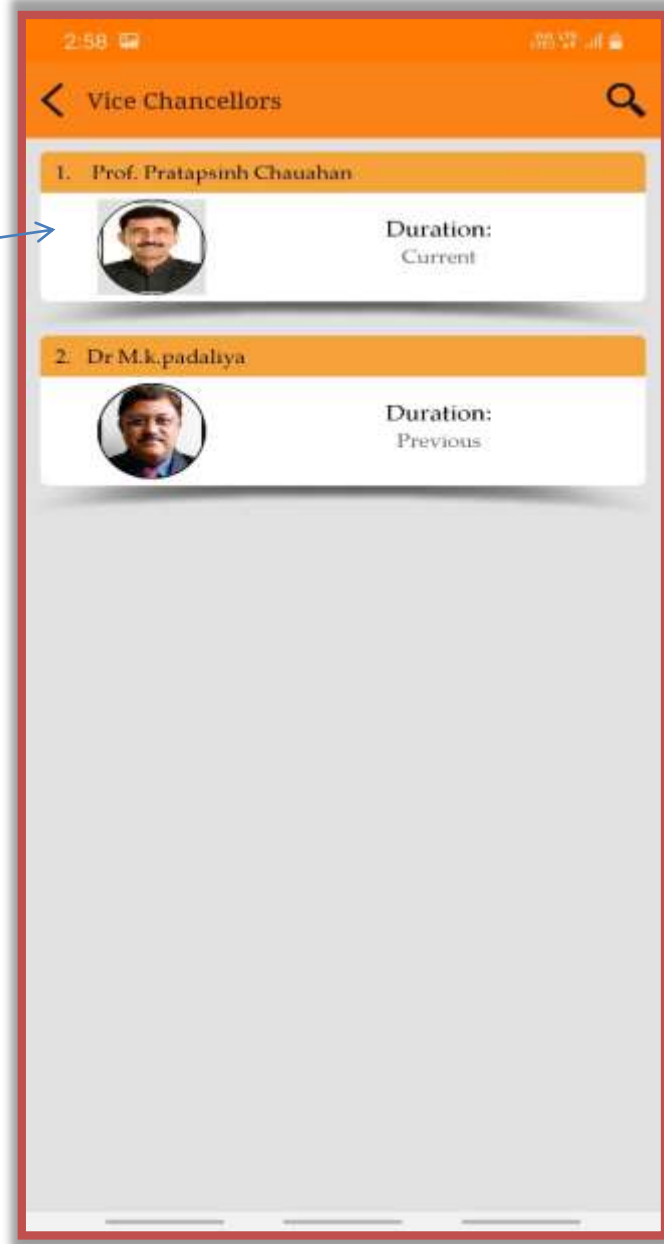 2:58
Vice Chancellors
1. Prof. Pratapsinh Chauahan
Duration:
Current
2. Dr M.k.padaliya
Duration:
Previous